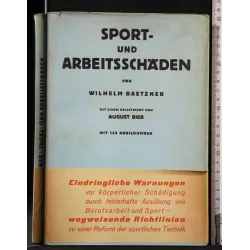 SPORT-
UND
ARBEITSSCHÄDEN
VON
WILHELM BAETZNER
MIT EINEM GELEITWORT VON
AUGUST BIER
MIT 133 ABBILDUNGEN
Eindringliche Warnungen
vor körperlicher Schädigung
durch fehlerhafte Ausübung von
Berufsarbeit und Sport –
wegweisende Richtlinien
zu einer Reform der sportlichen Technik